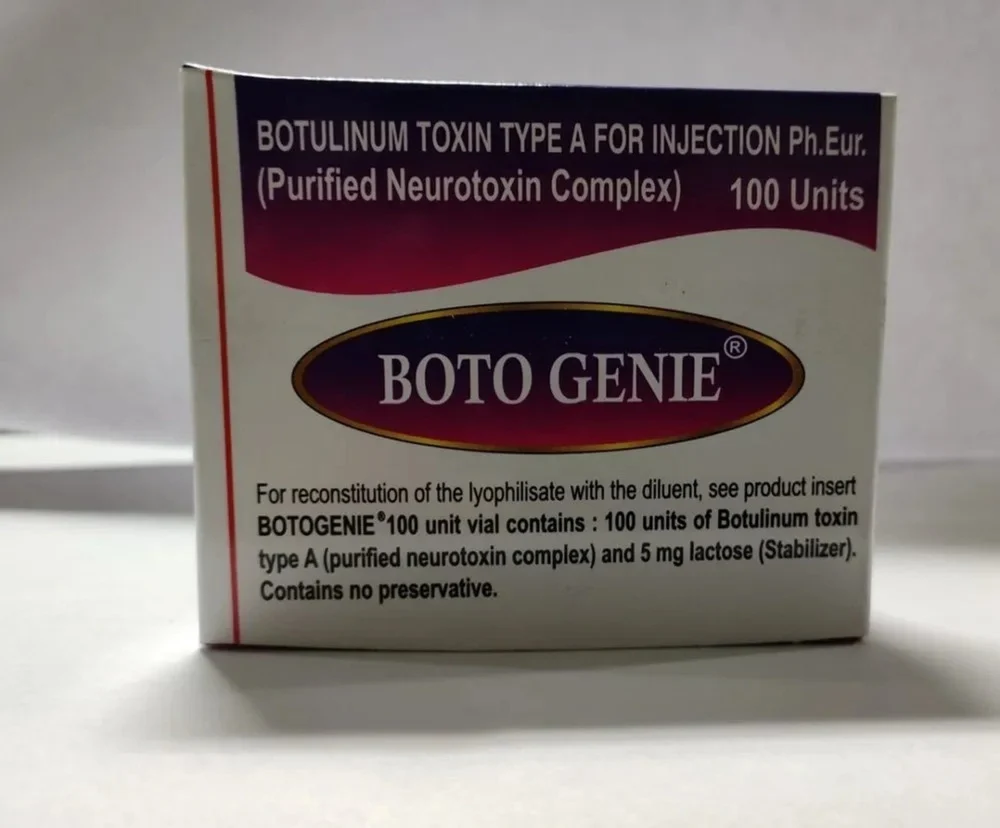 BOTULINUM TOXIN TYPE A FOR INJECTION Ph.Eur.
(Purified Neurotoxin Complex) 100 Units
BOTO GENIE®
For reconstitution of the lyophilisate with the diluent, see product insert
BOTOGENIE®100 unit vial contains : 100 units of Botulinum toxin
type A (purified neurotoxin complex) and 5 mg lactose (Stabilizer).
Contains no preservative.